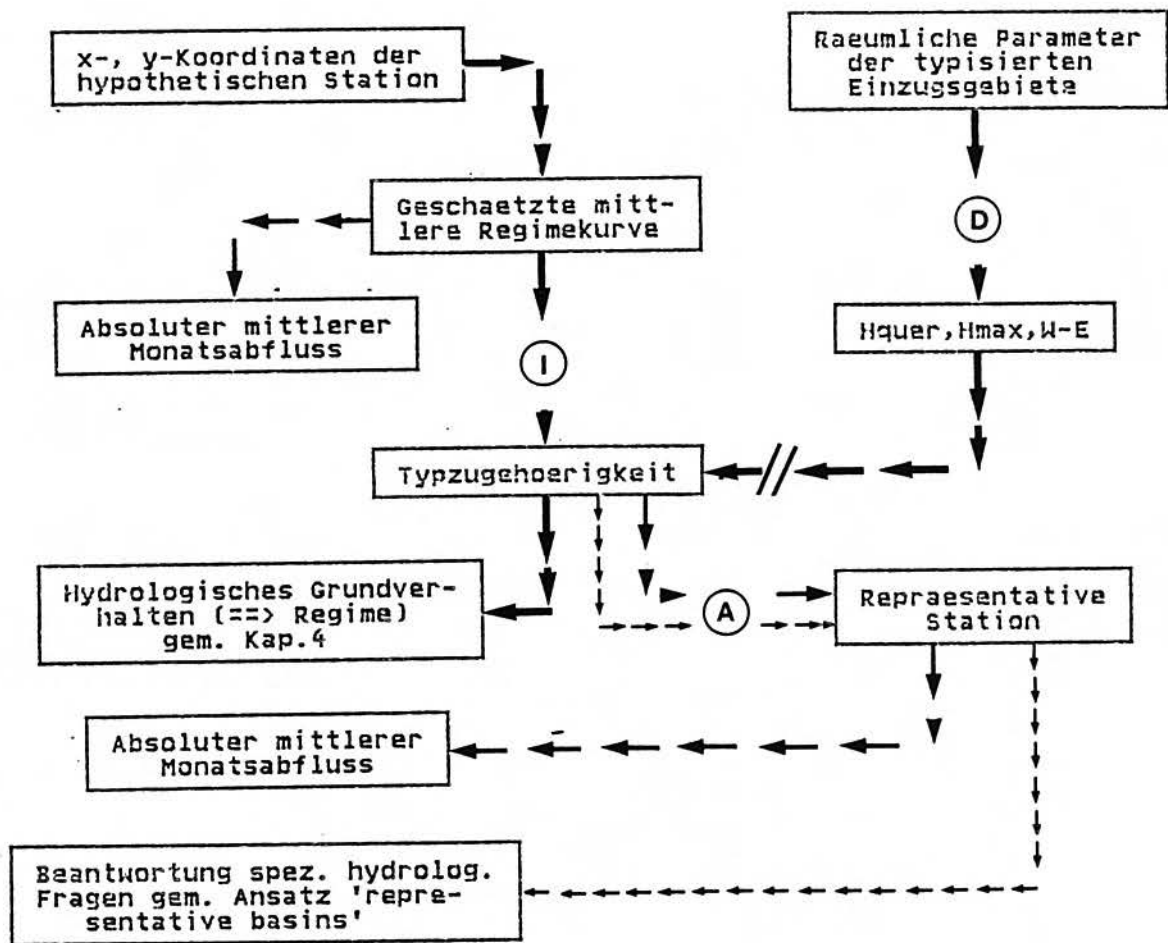 x-, y-Koordinaten der
hypothetischen Station
Raeumliche Parameter
der typisierten
Einzugsgebiete
Geschaetzte mitt-
lere Regimekurve
D
Absoluter mittlerer
Monatsabfluss
Hquer,Hmax,W-E
I
Typzugehoerigkeit
Hydrologisches Grundver-
halten (==> Regime)
gem. Kap.4
A
Repraesentative
Station
Absoluter mittlerer
Monatsabfluss
Beantwortung spez. hydrolog.
Fragen gem. Ansatz 'repre-
sentative basins'